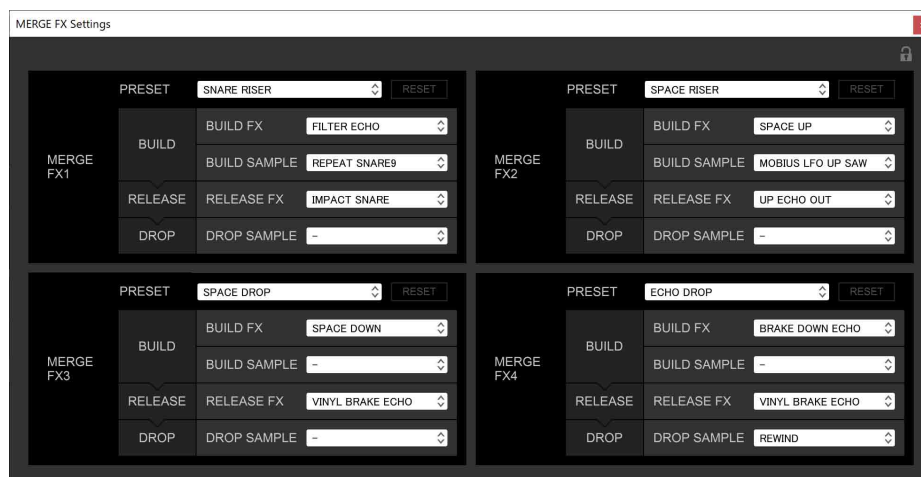 MERGE FX Settings
MERGE FX1
PRESET SNARE RISER RESET
BUILD
BUILD FX FILTER ECHO
BUILD SAMPLE REPEAT SNARE9
RELEASE RELEASE FX IMPACT SNARE
DROP DROP SAMPLE –
MERGE FX2
PRESET SPACE RISER RESET
BUILD
BUILD FX SPACE UP
BUILD SAMPLE MOBIUS LFO UP SAW
RELEASE RELEASE FX UP ECHO OUT
DROP DROP SAMPLE –
MERGE FX3
PRESET SPACE DROP RESET
BUILD
BUILD FX SPACE DOWN
BUILD SAMPLE –
RELEASE RELEASE FX VINYL BRAKE ECHO
DROP DROP SAMPLE –
MERGE FX4
PRESET ECHO DROP RESET
BUILD
BUILD FX BRAKE DOWN ECHO
BUILD SAMPLE –
RELEASE RELEASE FX VINYL BRAKE ECHO
DROP DROP SAMPLE REWIND